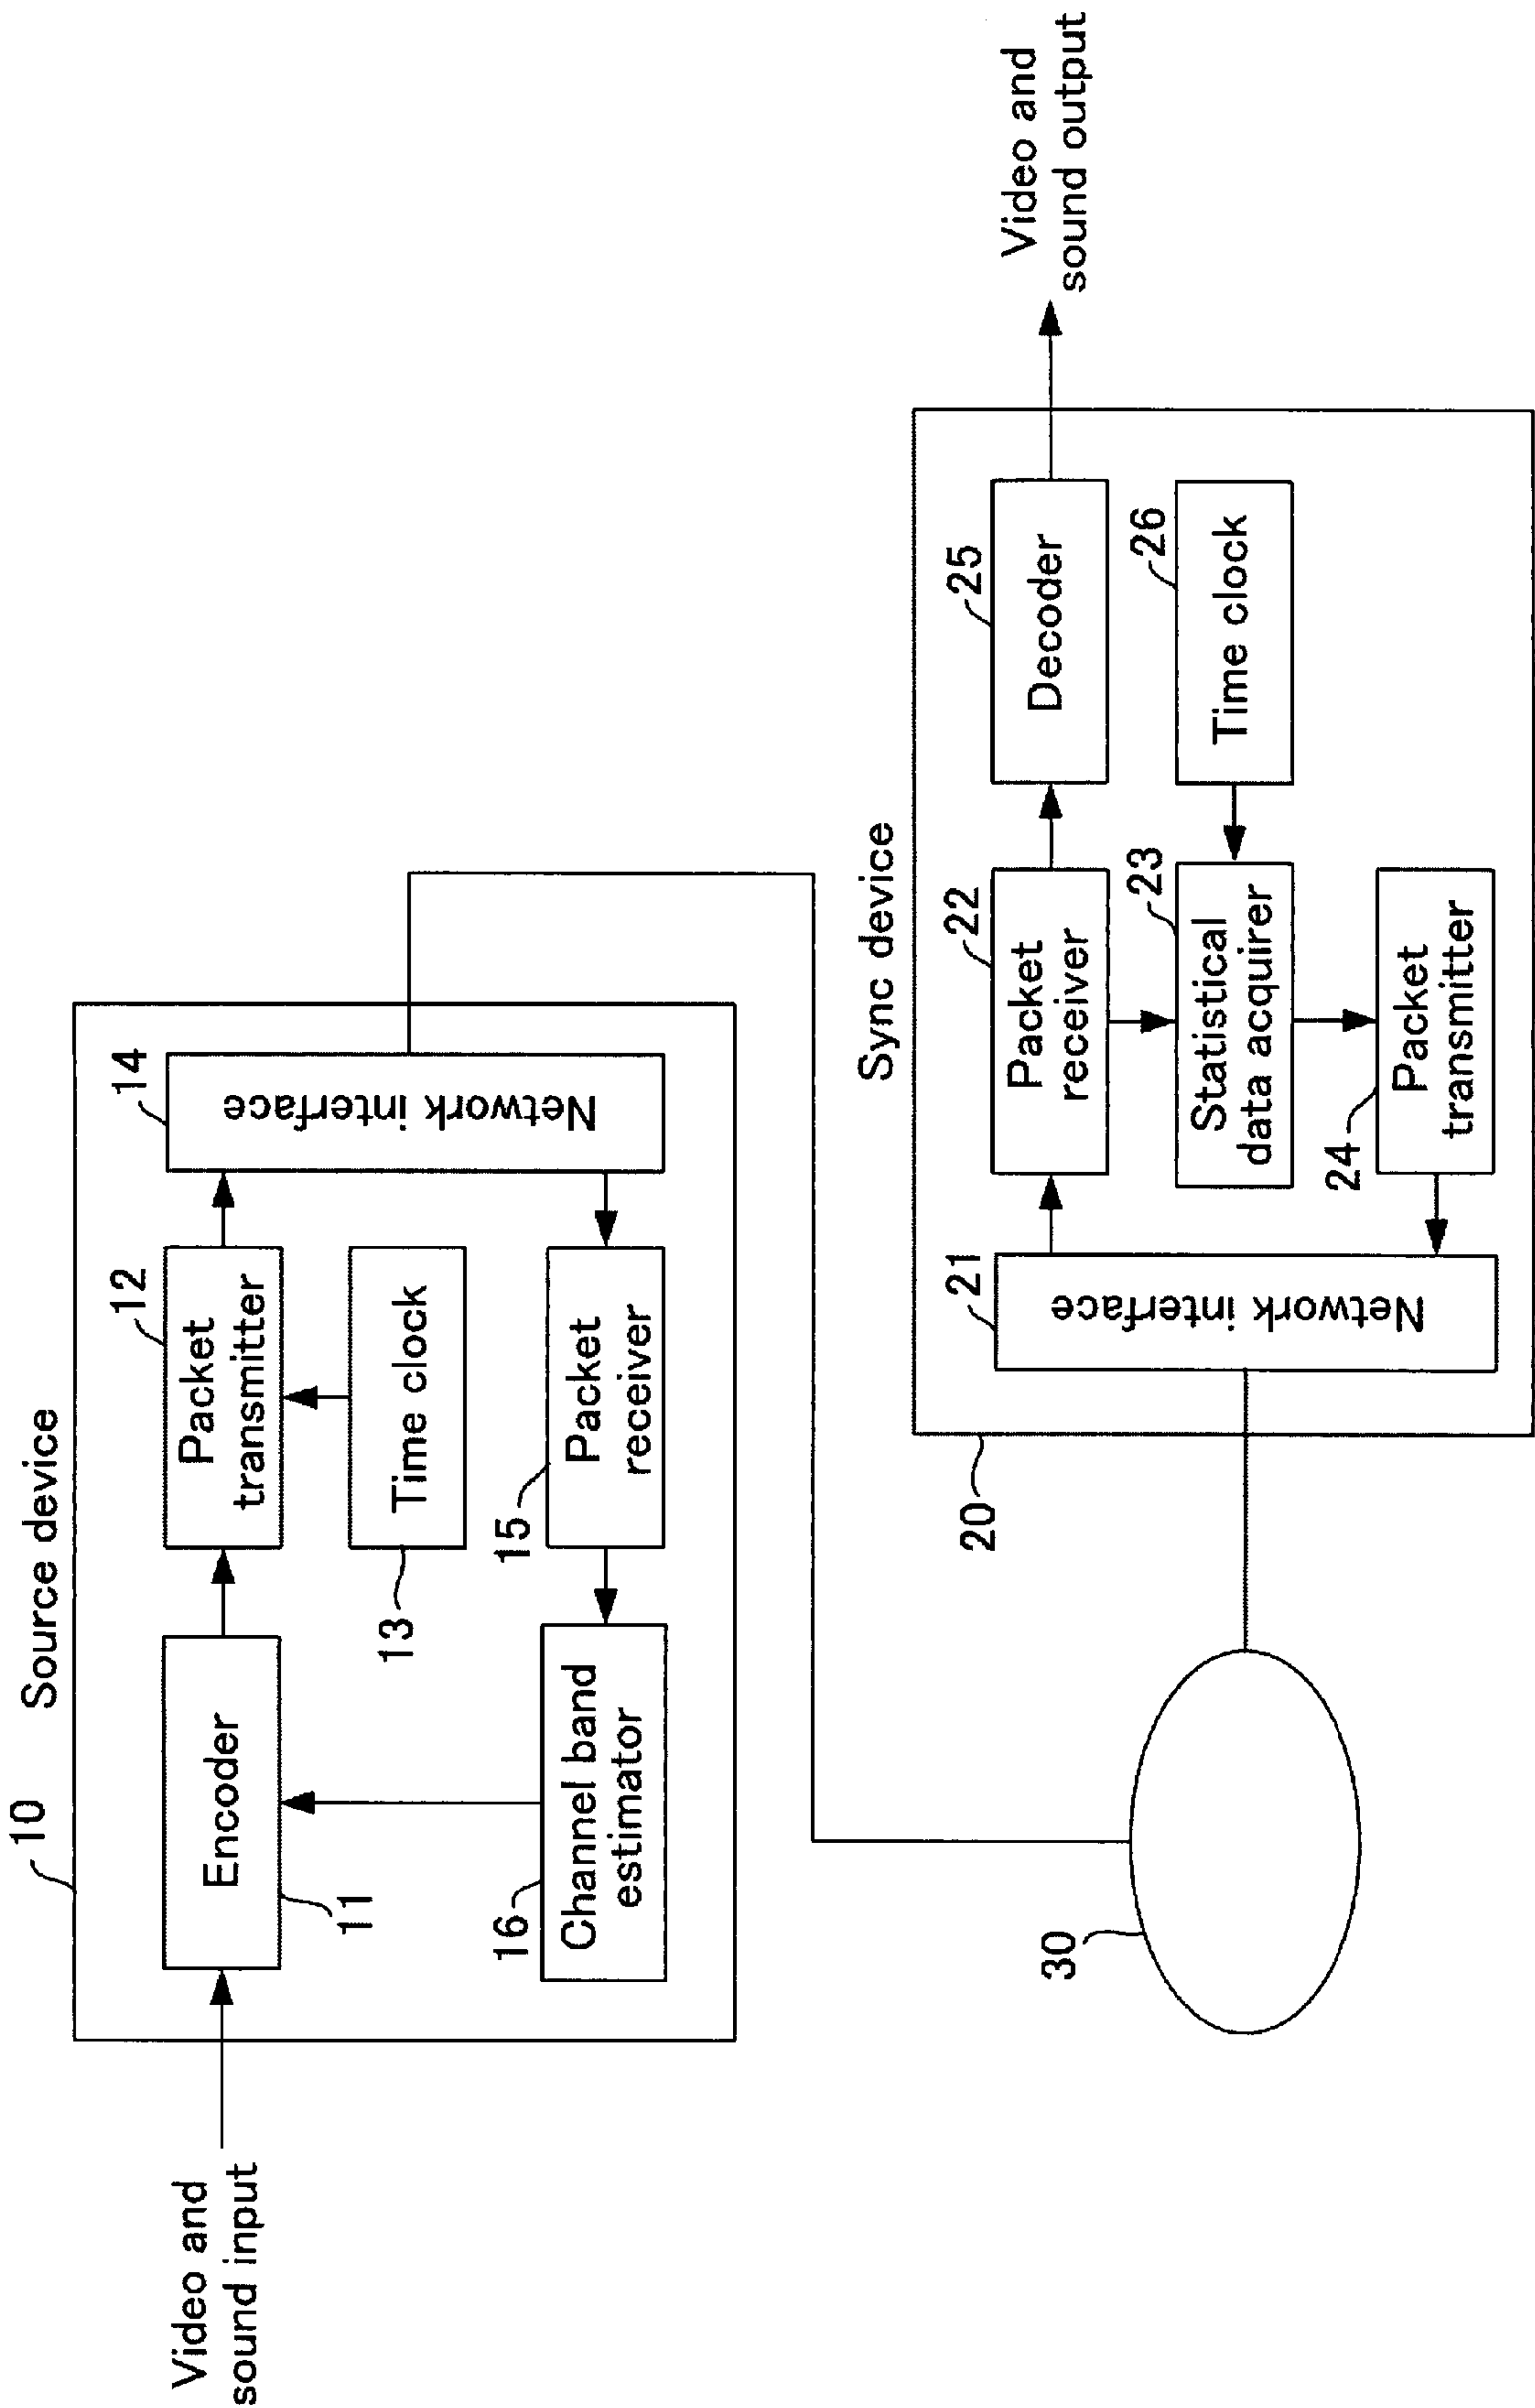 Source device
10
Video and
sound input
Encoder
11
Packet
transmitter
12
Time clock
13
Network interface
14
Packet
receiver
15
Channel band
estimator
16
30
Sync device
20
Network interface
21
Packet
receiver
22
Statistical
data acquirer
23
Packet
transmitter
24
Decoder
25
Time clock
26
Video and
sound output